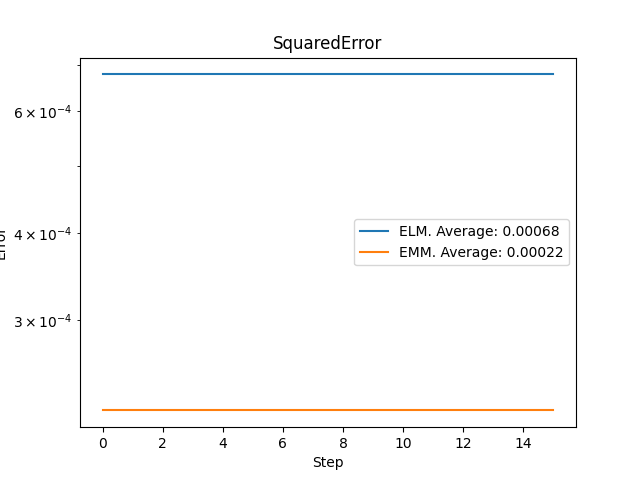 SquaredError
6 × 10⁻⁴
4 × 10⁻⁴
3 × 10⁻⁴
Error
ELM. Average: 0.00068
EMM. Average: 0.00022
0 2 4 6 8 10 12 14
Step